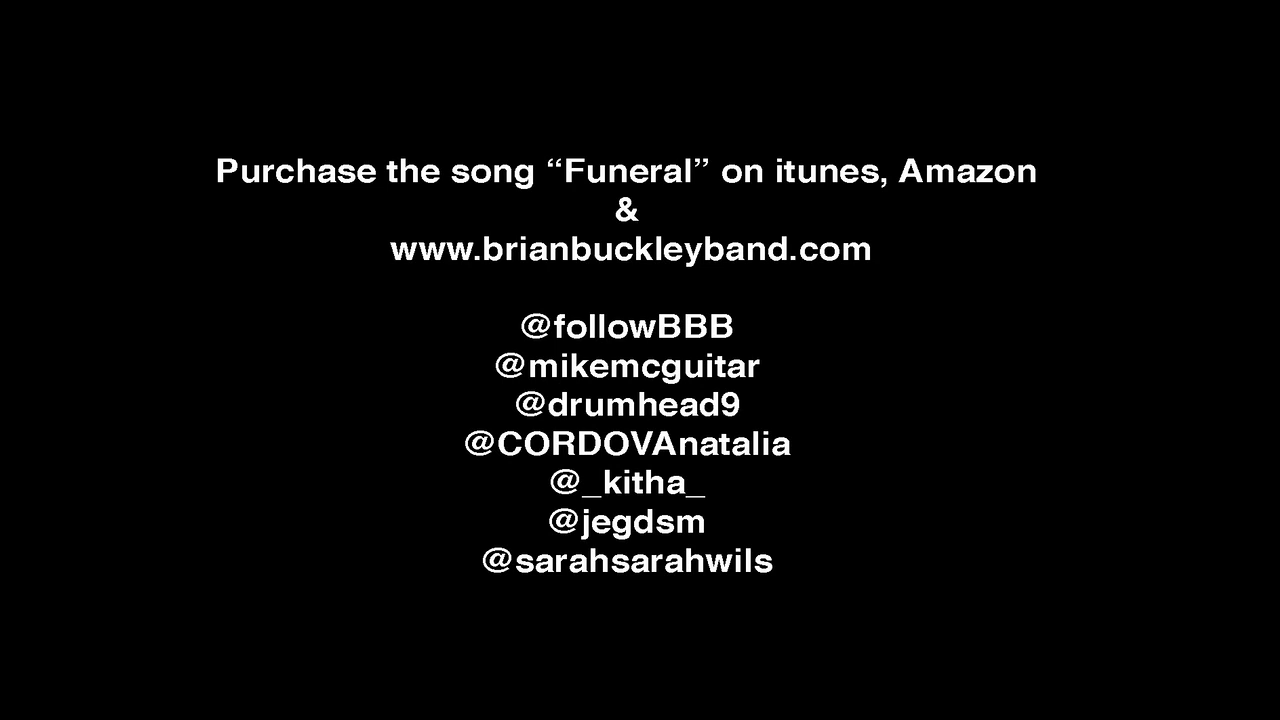 Purchase the song “Funeral” on itunes, Amazon
&
www.brianbuckleyband.com
@followBBB
@mikemcguitar
@drumhead9
@CORDOVAnatalia
@_kitha_
@jegdsm
@sarahsarahwils